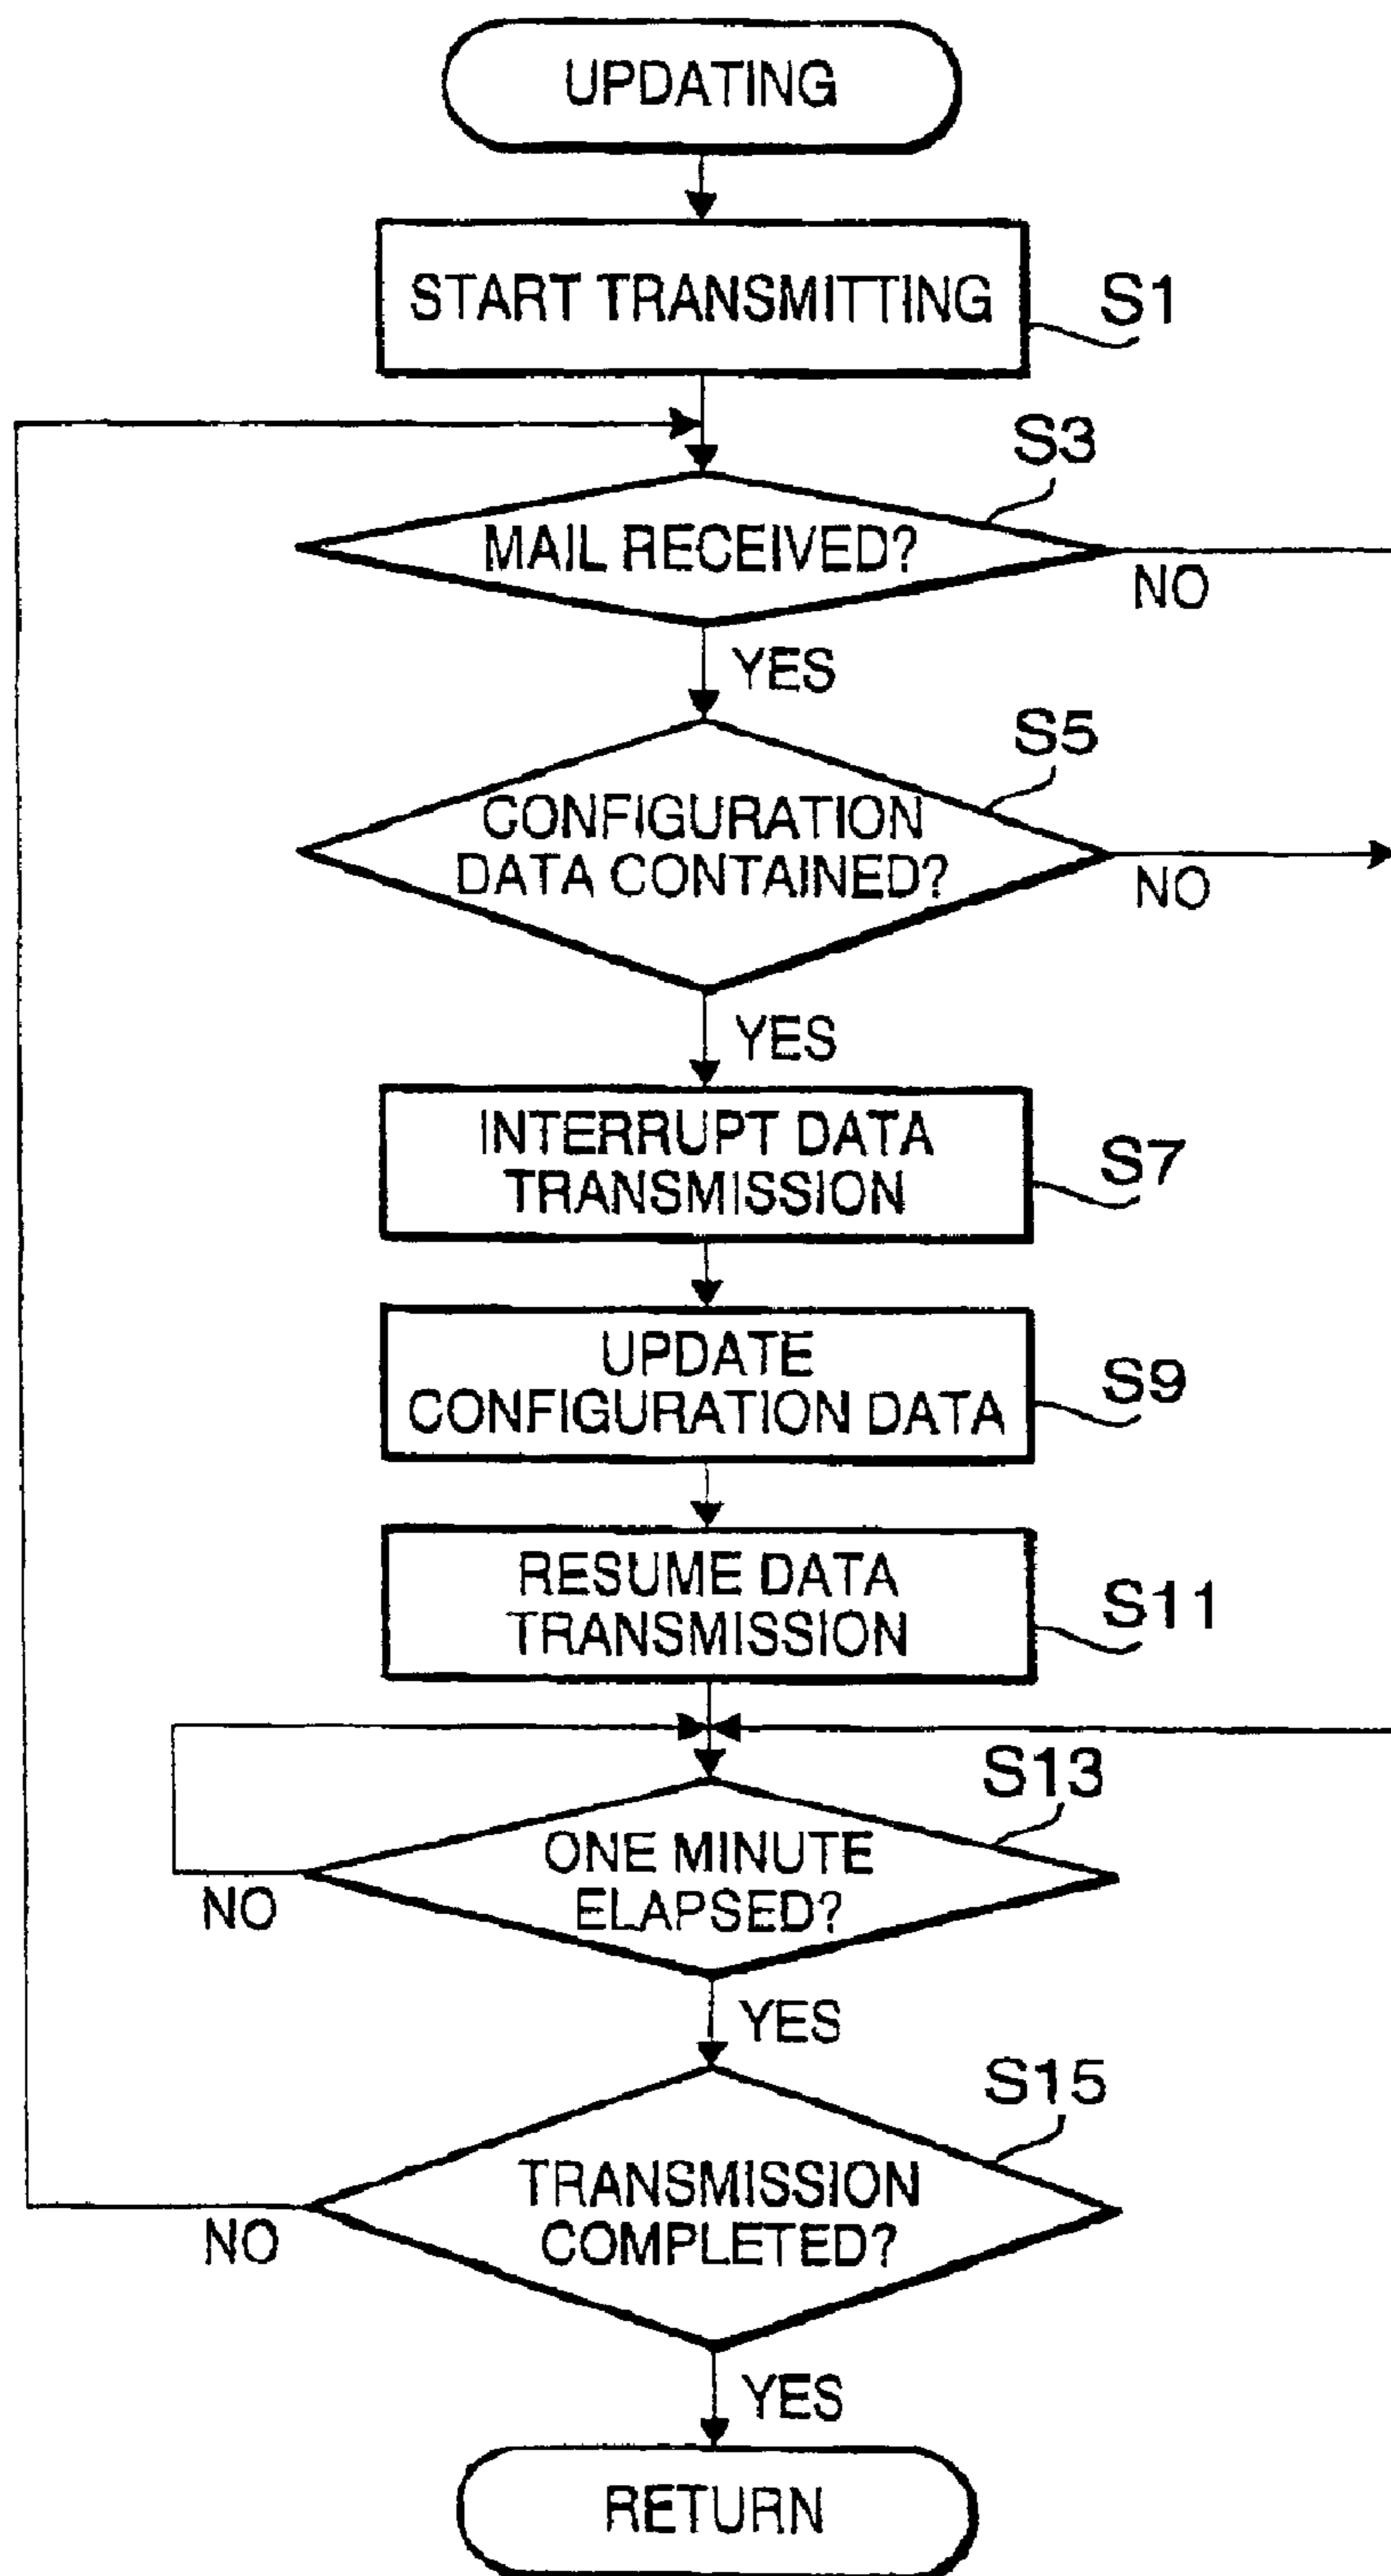 UPDATING
START TRANSMITTING
S1
S3
MAIL RECEIVED?
NO
YES
S5
CONFIGURATION
DATA CONTAINED?
NO
YES
INTERRUPT DATA
TRANSMISSION
S7
UPDATE
CONFIGURATION DATA
S9
RESUME DATA
TRANSMISSION
S11
S13
ONE MINUTE
ELAPSED?
NO
YES
S15
TRANSMISSION
COMPLETED?
NO
YES
RETURN